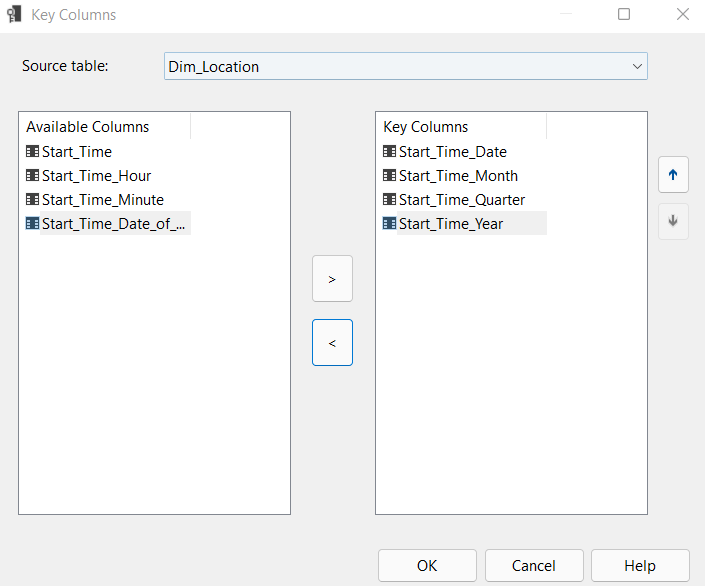 Key Columns
Source table:
Dim_Location
Available Columns
Start_Time
Start_Time_Hour
Start_Time_Minute
Start_Time_Date_of_...
>
<
Key Columns
Start_Time_Date
Start_Time_Month
Start_Time_Quarter
Start_Time_Year
OK
Cancel
Help